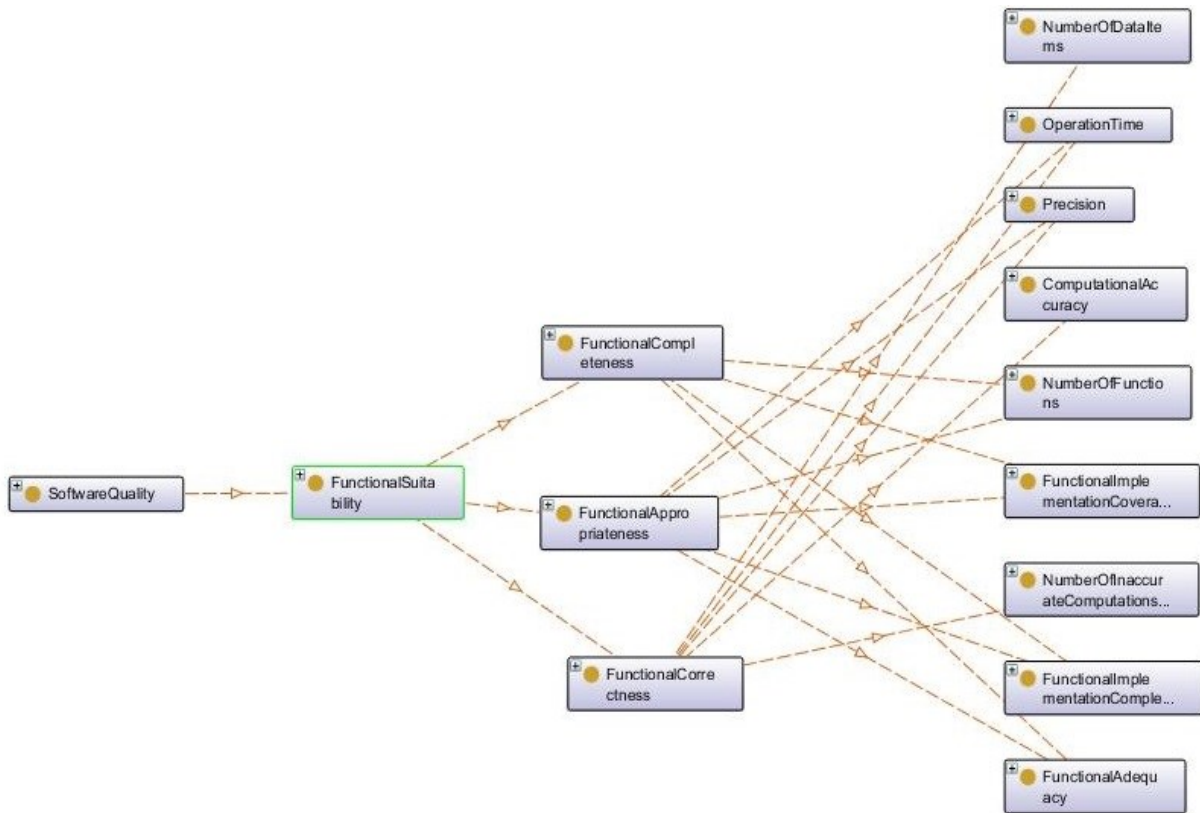 NumberOfDataIte
ms
OperationTime
Precision
ComputationalAc
curacy
FunctionalCompl
eteness
NumberOfFunctio
ns
SoftwareQuality
FunctionalSuita
bility
FunctionalAppro
priateness
FunctionalImple
mentationCovera...
NumberOfInaccur
ateComputations...
FunctionalCorre
ctness
FunctionalImple
mentationComple...
FunctionalAdequ
acy